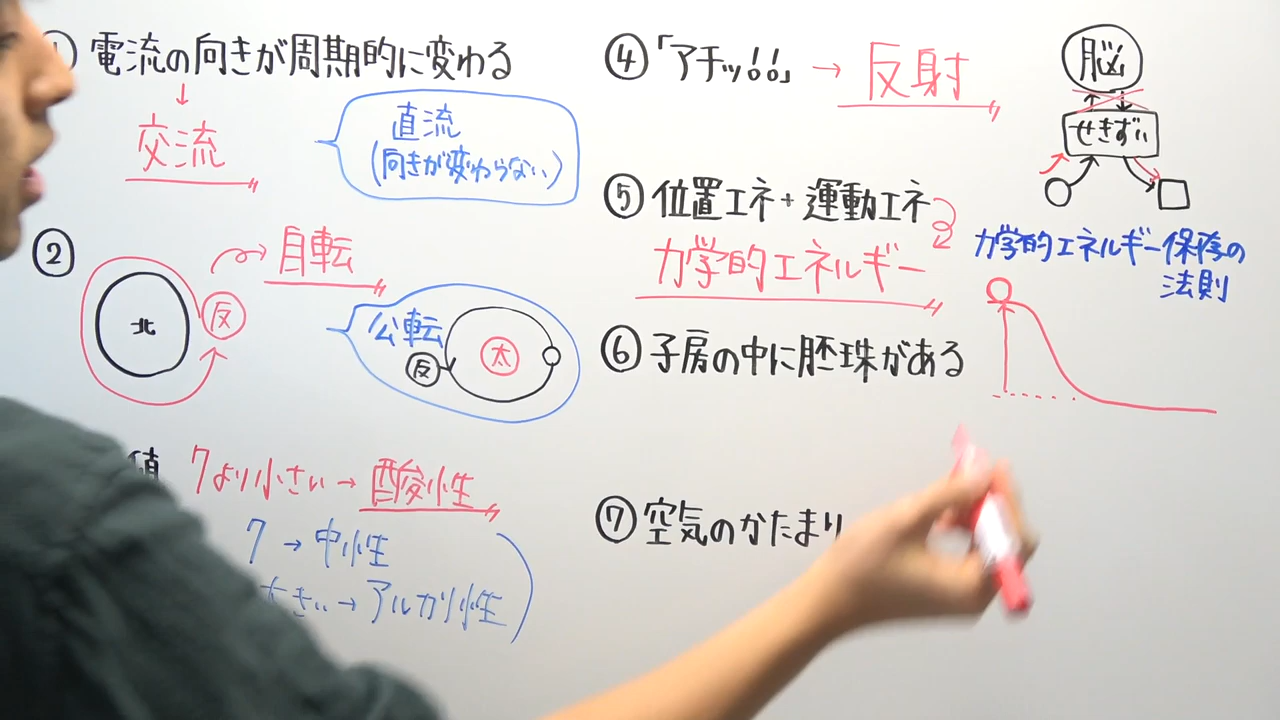 ① 電流の向きが周期的に変わる
↓
交流
直流
(向きが変わらない)
②
北
反
自転
公転
反
太
値 7より小さい→酸性
7→中性
大きい→アルカリ性
④「アチッ!!」→反射
脳
せきずい
⑤ 位置エネ+運動エネ
力学的エネルギー
力学的エネルギー保存の
法則
⑥ 子房の中に胚珠がある
⑦ 空気のかたまり